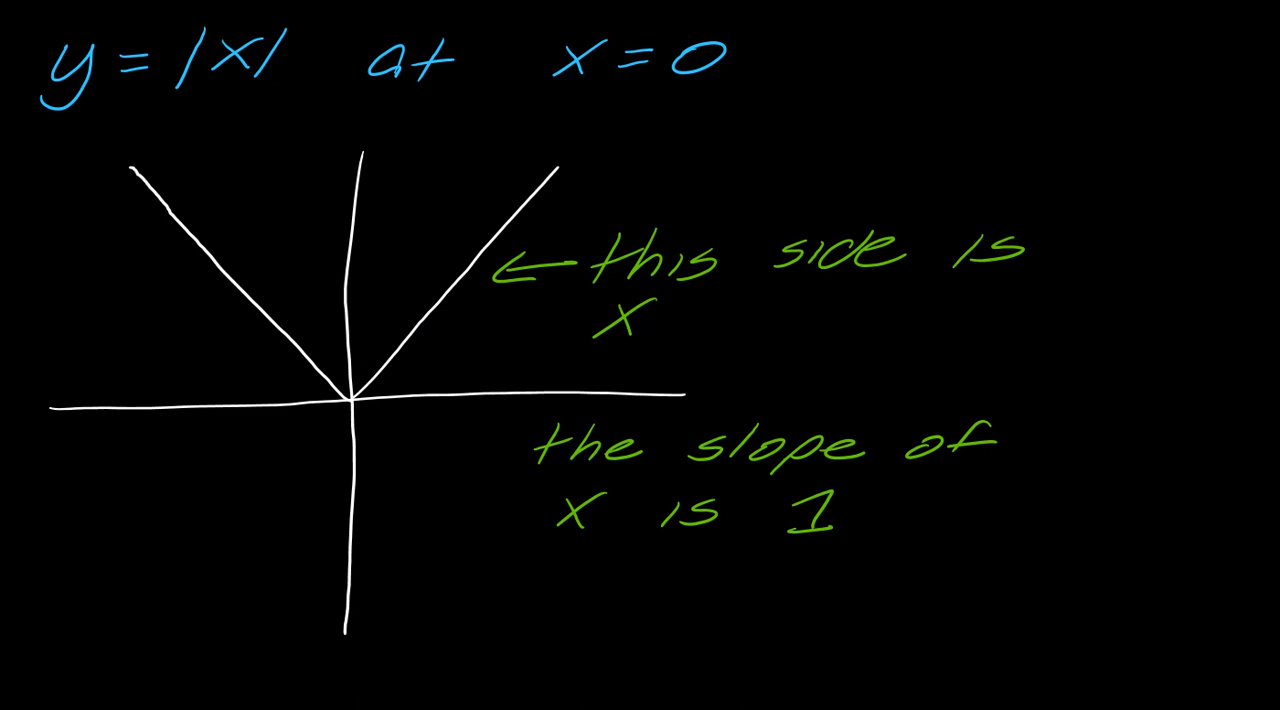 y = |x| at x = 0
this side is
x
the slope of
x is 1